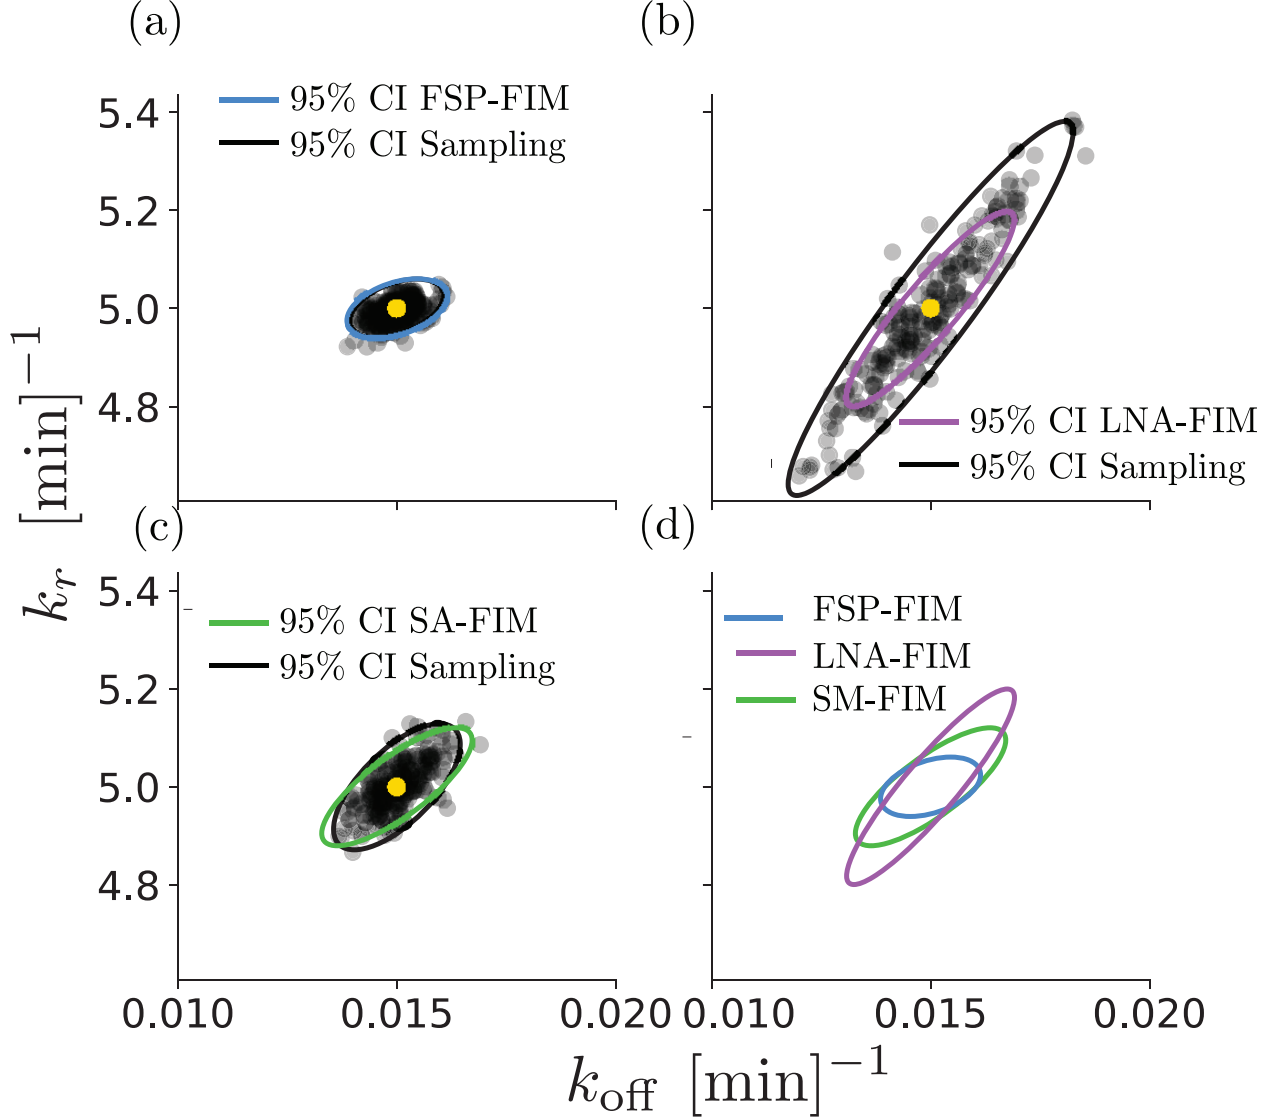 (a)
95% CI FSP-FIM
95% CI Sampling
5.4
5.2
5.0
4.8
(b)
95% CI LNA-FIM
95% CI Sampling
k_r [min]^{-1}
(c)
95% CI SA-FIM
95% CI Sampling
5.4
5.2
5.0
4.8
0.010
0.015
0.020
(d)
FSP-FIM
LNA-FIM
SM-FIM
0.010
0.015
0.020
k_{off} [min]^{-1}